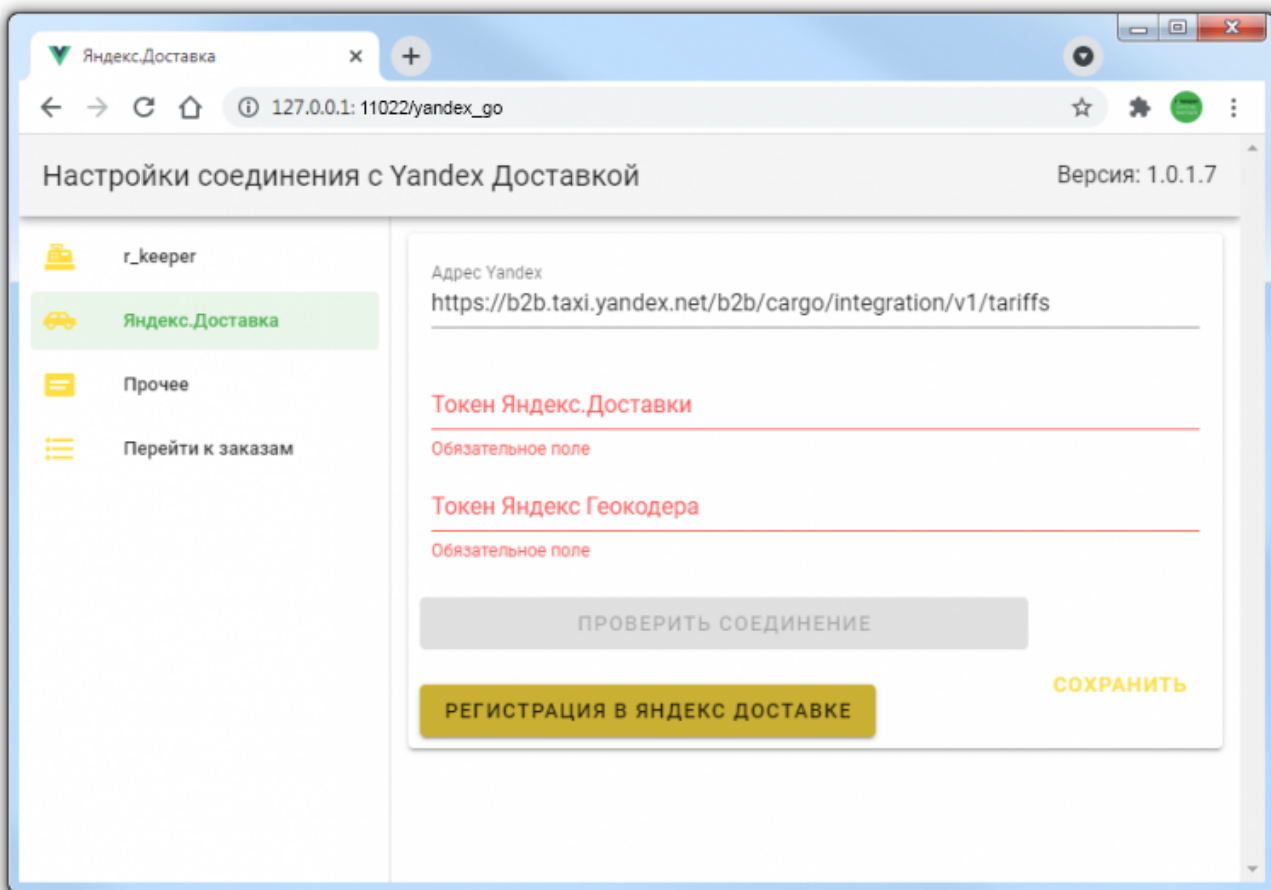 Яндекс.Доставка
127.0.0.1: 11022/yandex_go
Настройки соединения с Yandex Доставкой
Версия: 1.0.1.7
r_keeper
Яндекс.Доставка
Прочее
Перейти к заказам
Адрес Yandex
https://b2b.taxi.yandex.net/b2b/cargo/integration/v1/tariffs
Токен Яндекс.Доставки
Обязательное поле
Токен Яндекс Геокодера
Обязательное поле
ПРОВЕРИТЬ СОЕДИНЕНИЕ
СОХРАНИТЬ
РЕГИСТРАЦИЯ В ЯНДЕКС ДОСТАВКЕ